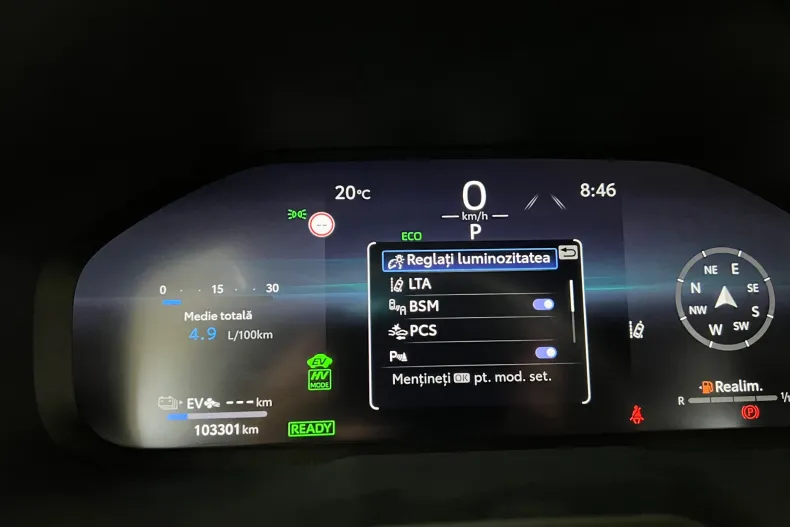 20°C
0
km/h
P
8:46
--
ECO
0 15 30
Medie totală
4.9 L/100km
EV
HV
MODE
EV --- km
103301 km
READY
Reglați luminozitatea
LTA
BSM
PCS
P
Mențineți OK pt. mod. set.
NE E
N SE
NW S
W SW
Realim.
R
P